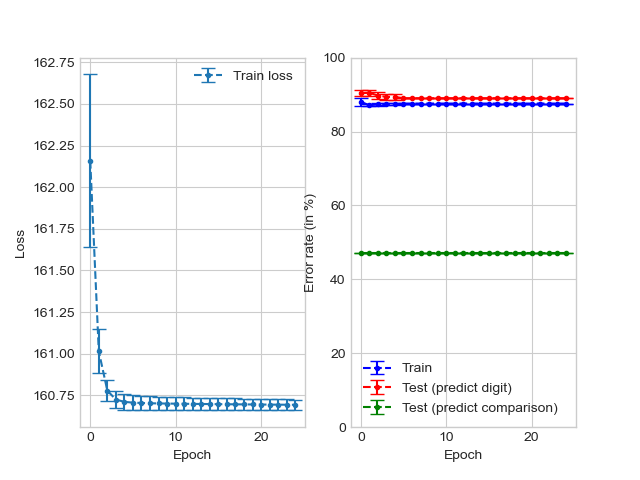 162.75
162.50
162.25
162.00
161.75
161.50
161.25
161.00
160.75
0
10
20
Loss
Epoch
Train loss
100
80
60
40
20
0
0
10
20
Error rate (in %)
Epoch
Train
Test (predict digit)
Test (predict comparison)